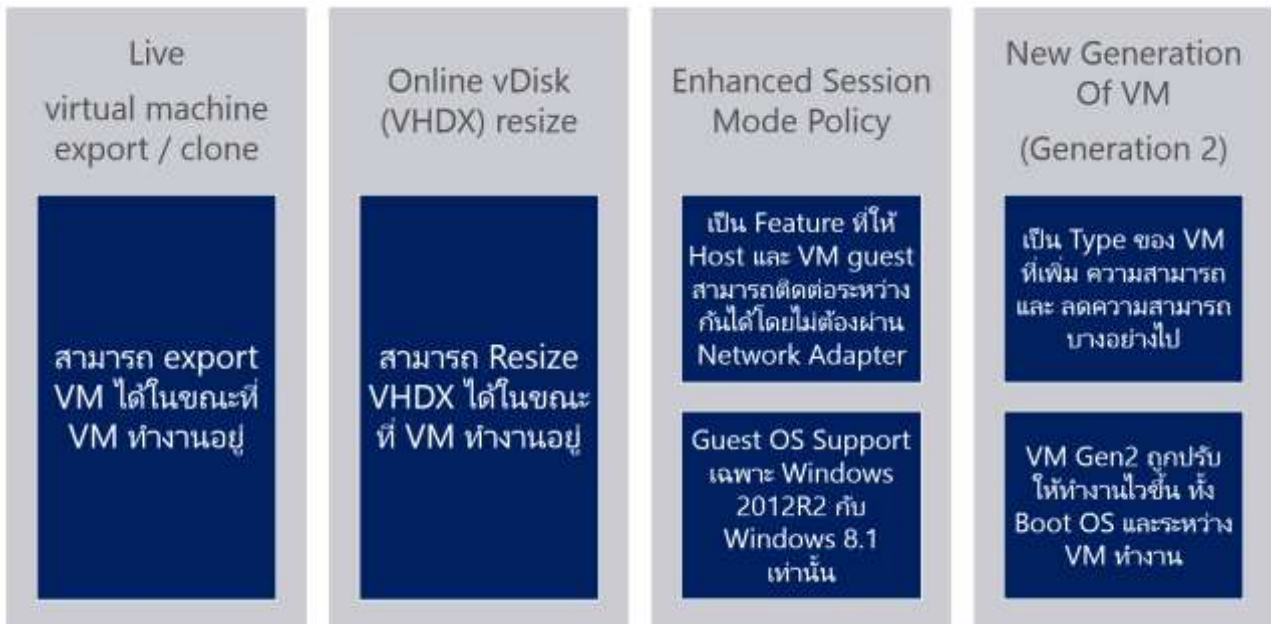 Live
virtual machine
export / clone
สามารถ export
VM ได้ในขณะที่
VM ทำงานอยู่
Online vDisk
(VHDX) resize
สามารถ Resize
VHDX ได้ในขณะ
ที่ VM ทำงานอยู่
Enhanced Session
Mode Policy
เป็น Feature ที่ให้
Host และ VM guest
สามารถติดต่อระหว่าง
กันได้โดยไม่ต้องผ่าน
Network Adapter
Guest OS Support
เฉพาะ Windows
2012R2 กับ
Windows 8.1
เท่านั้น
New Generation
Of VM
(Generation 2)
เป็น Type ของ VM
ที่เพิ่ม ความสามารถ
และ ลดความสามารถ
บางอย่างไป
VM Gen2 ถูกปรับ
ให้ทำงานไวขึ้น ทั้ง
Boot OS และระหว่าง
VM ทำงาน